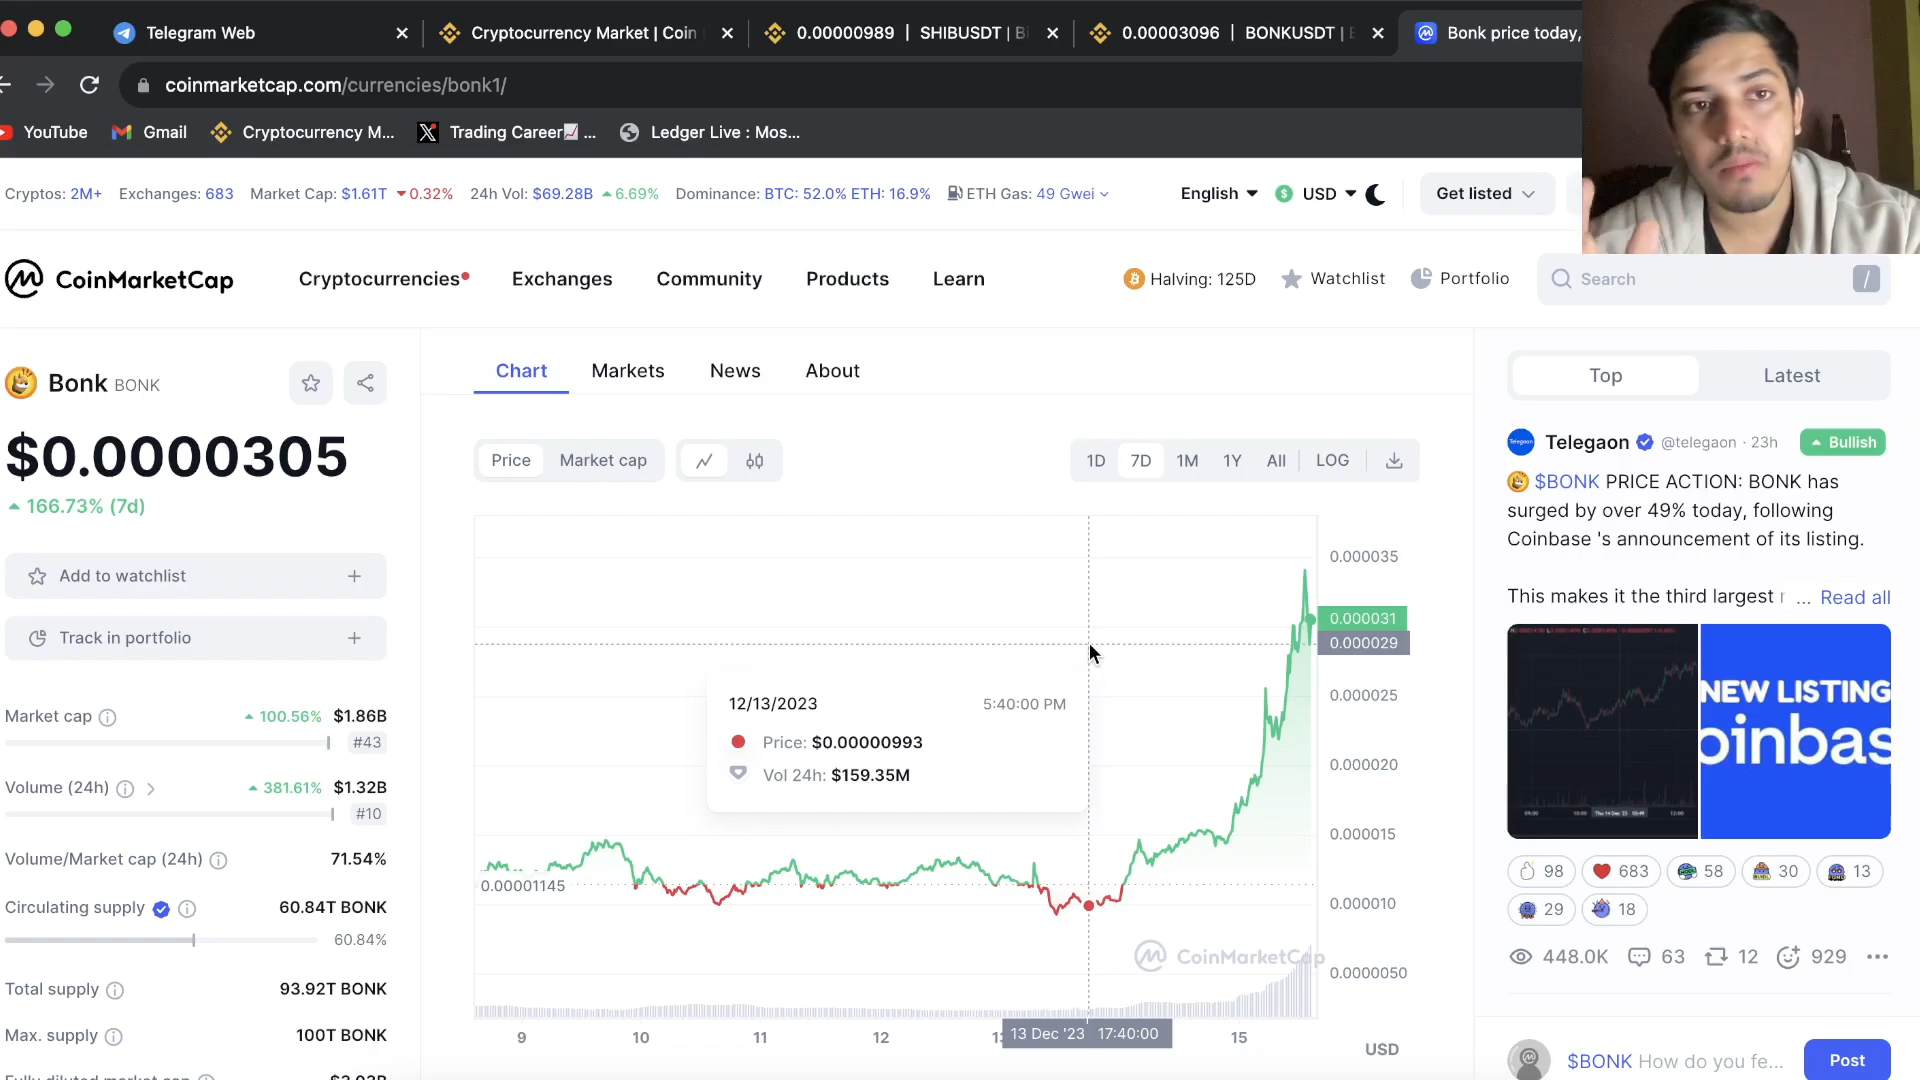 Telegram Web
Cryptocurrency Market | Coin
0.00000989 | SHIBUSDT | Bi
0.00003096 | BONKUSDT |
Bonk price today,
coinmarketcap.com/currencies/bonk1/
YouTube
Gmail
Cryptocurrency M...
Trading Career📈 ...
Ledger Live : Mos...
Cryptos: 2M+ Exchanges: 683 Market Cap: $1.61T ▼0.32% 24h Vol: $69.28B ▲6.69% Dominance: BTC: 52.0% ETH: 16.9% ETH Gas: 49 Gwei
English
USD
Get listed
CoinMarketCap
Cryptocurrencies Exchanges Community Products Learn
Halving: 125D
Watchlist
Portfolio
Search
/
Bonk BONK
$0.0000305
▲ 166.73% (7d)
Add to watchlist +
Track in portfolio +
Market cap ▲ 100.56% $1.86B
#43
Volume (24h) ▲ 381.61% $1.32B
#10
Volume/Market cap (24h) 71.54%
Circulating supply 60.84T BONK
60.84%
Total supply 93.92T BONK
Max. supply 100T BONK
Chart Markets News About
Price Market cap
1D 7D 1M 1Y All LOG
0.000035
0.000031
0.000029
0.000025
0.000020
0.000015
0.000010
0.0000050
0.00001145
12/13/2023 5:40:00 PM
Price: $0.00000993
Vol 24h: $159.35M
CoinMarketCap
9 10 11 12
13 Dec '23 17:40:00
15
USD
Top Latest
Telegaon @telegaon · 23h
▲ Bullish
$BONK PRICE ACTION: BONK has
surged by over 49% today, following
Coinbase 's announcement of its listing.
This makes it the third largest
... Read all
NEW LISTING
oinbas
98 683 58 30 13
29 18
448.0K 63 12 929
$BONK How do you fe...
Post